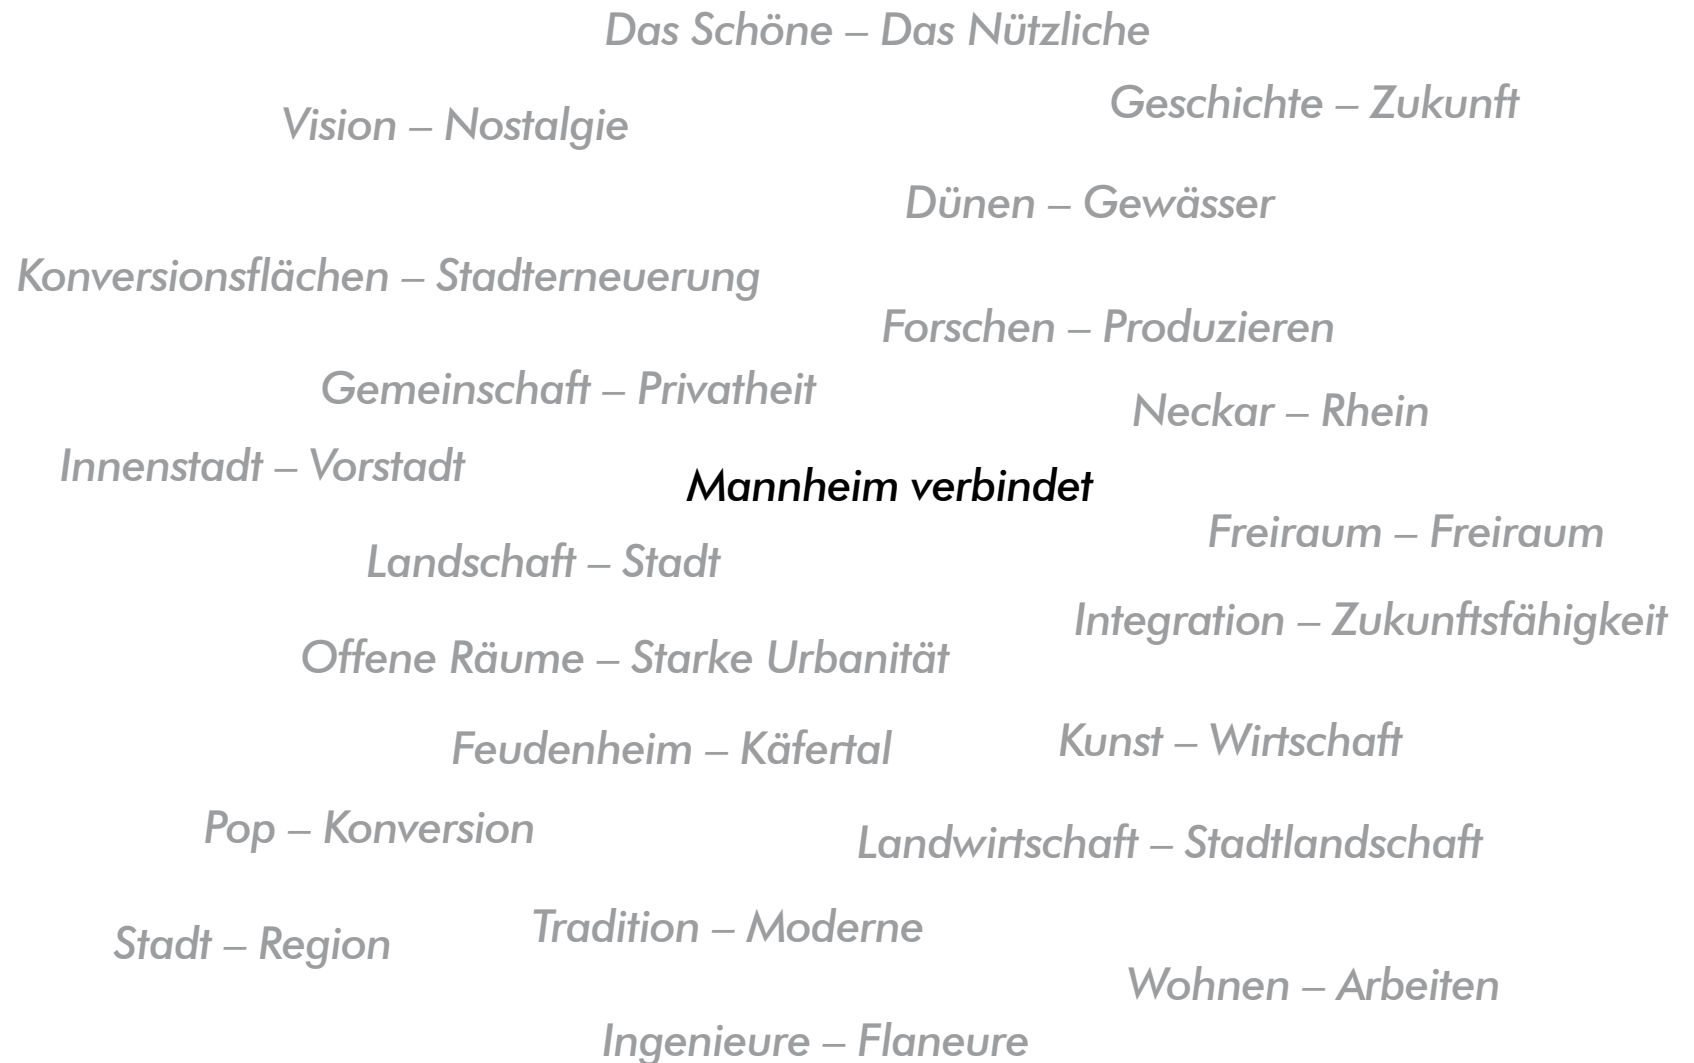 Das Schöne – Das Nützliche
Geschichte – Zukunft
Vision – Nostalgie
Dünen – Gewässer
Konversionsflächen – Stadterneuerung
Forschen – Produzieren
Gemeinschaft – Privatheit
Neckar – Rhein
Innenstadt – Vorstadt
Mannheim verbindet
Freiraum – Freiraum
Landschaft – Stadt
Integration – Zukunftsfähigkeit
Offene Räume – Starke Urbanität
Kunst – Wirtschaft
Feudenheim – Käfertal
Pop – Konversion
Landwirtschaft – Stadtlandschaft
Tradition – Moderne
Stadt – Region
Wohnen – Arbeiten
Ingenieure – Flaneure